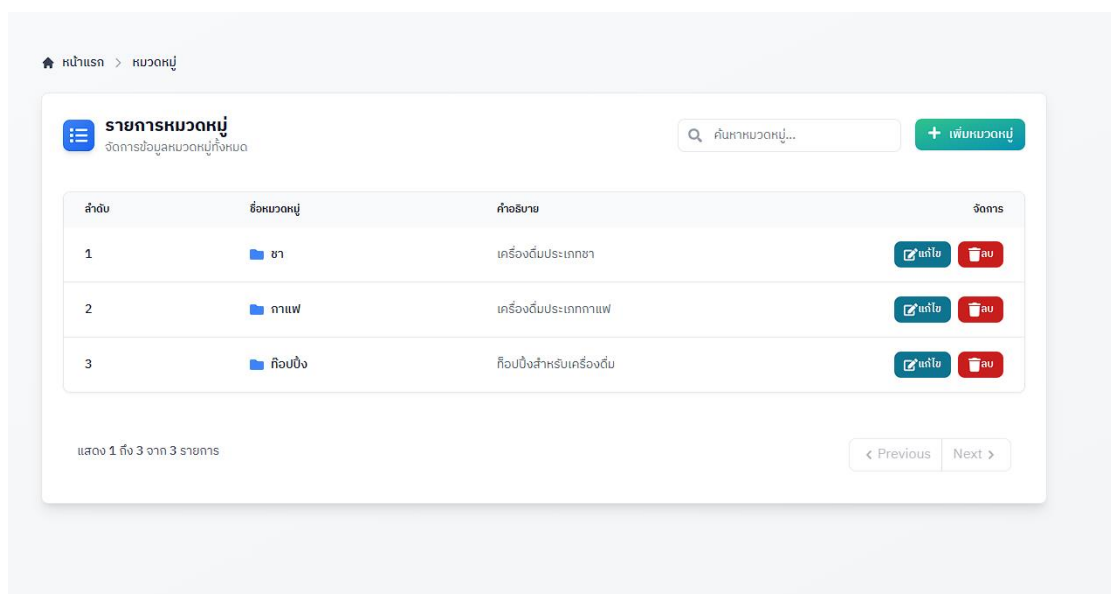 หน้าแรก > หมวดหมู่
รายการหมวดหมู่
จัดการข้อมูลหมวดหมู่ทั้งหมด
ค้นหาหมวดหมู่...
+ เพิ่มหมวดหมู่
ลำดับ ชื่อหมวดหมู่ คำอธิบาย จัดการ
1 ชา เครื่องดื่มประเภทชา แก้ไข ลบ
2 กาแฟ เครื่องดื่มประเภทกาแฟ แก้ไข ลบ
3 ท๊อปปิ้ง ท็อปปิ้งสำหรับเครื่องดื่ม แก้ไข ลบ
แสดง 1 ถึง 3 จาก 3 รายการ
< Previous Next >